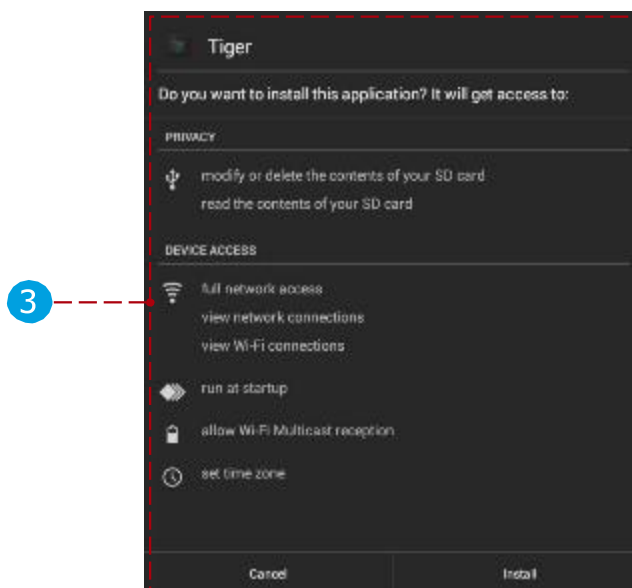 Tiger
Do you want to install this application? It will get access to:
PRIVACY
modify or delete the contents of your SD card
read the contents of your SD card
DEVICE ACCESS
3
full network access
view network connections
view Wi-Fi connections
run at startup
allow Wi-Fi Multicast reception
set time zone
Cancel Install